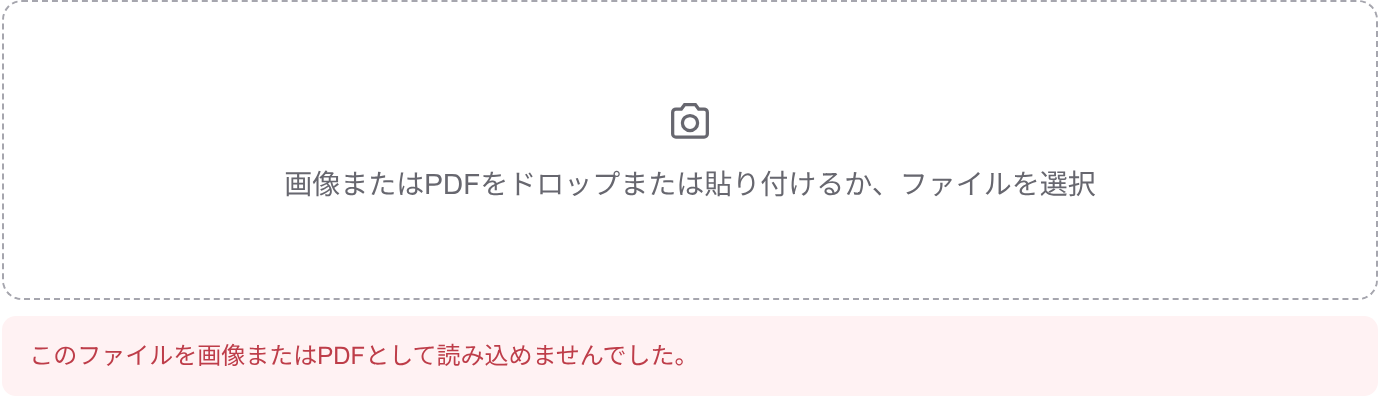 画像またはPDFをドロップまたは貼り付けるか、ファイルを選択
このファイルを画像またはPDFとして読み込めませんでした。